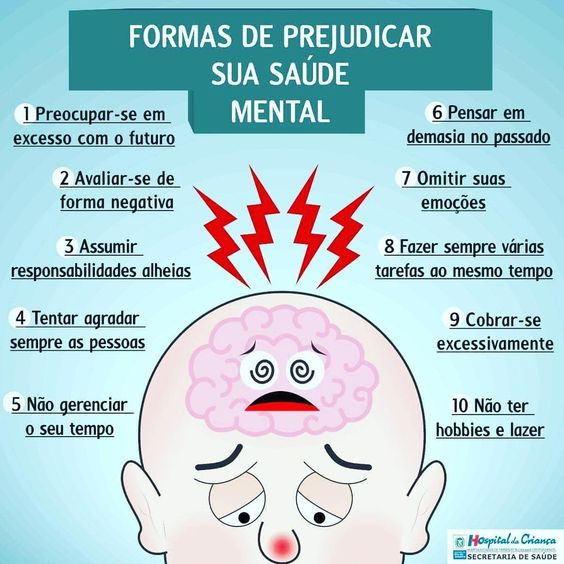 FORMAS DE PREJUDICAR
SUA SAÚDE
MENTAL
1 Preocupar-se em
excesso com o futuro
2 Avaliar-se de
forma negativa
3 Assumir
responsabilidades alheias
4 Tentar agradar
sempre as pessoas
5 Não gerenciar
o seu tempo
6 Pensar em
demasia no passado
7 Omitir suas
emoções
8 Fazer sempre várias
tarefas ao mesmo tempo
9 Cobrar-se
excessivamente
10 Não ter
hobbies e lazer
Hospital da Criança
SECRETARIA DE SAÚDE